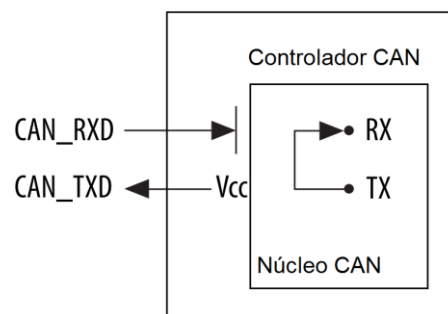 Controlador CAN
CAN_RXD
RX
CAN_TXD
Vcc
TX
Núcleo CAN